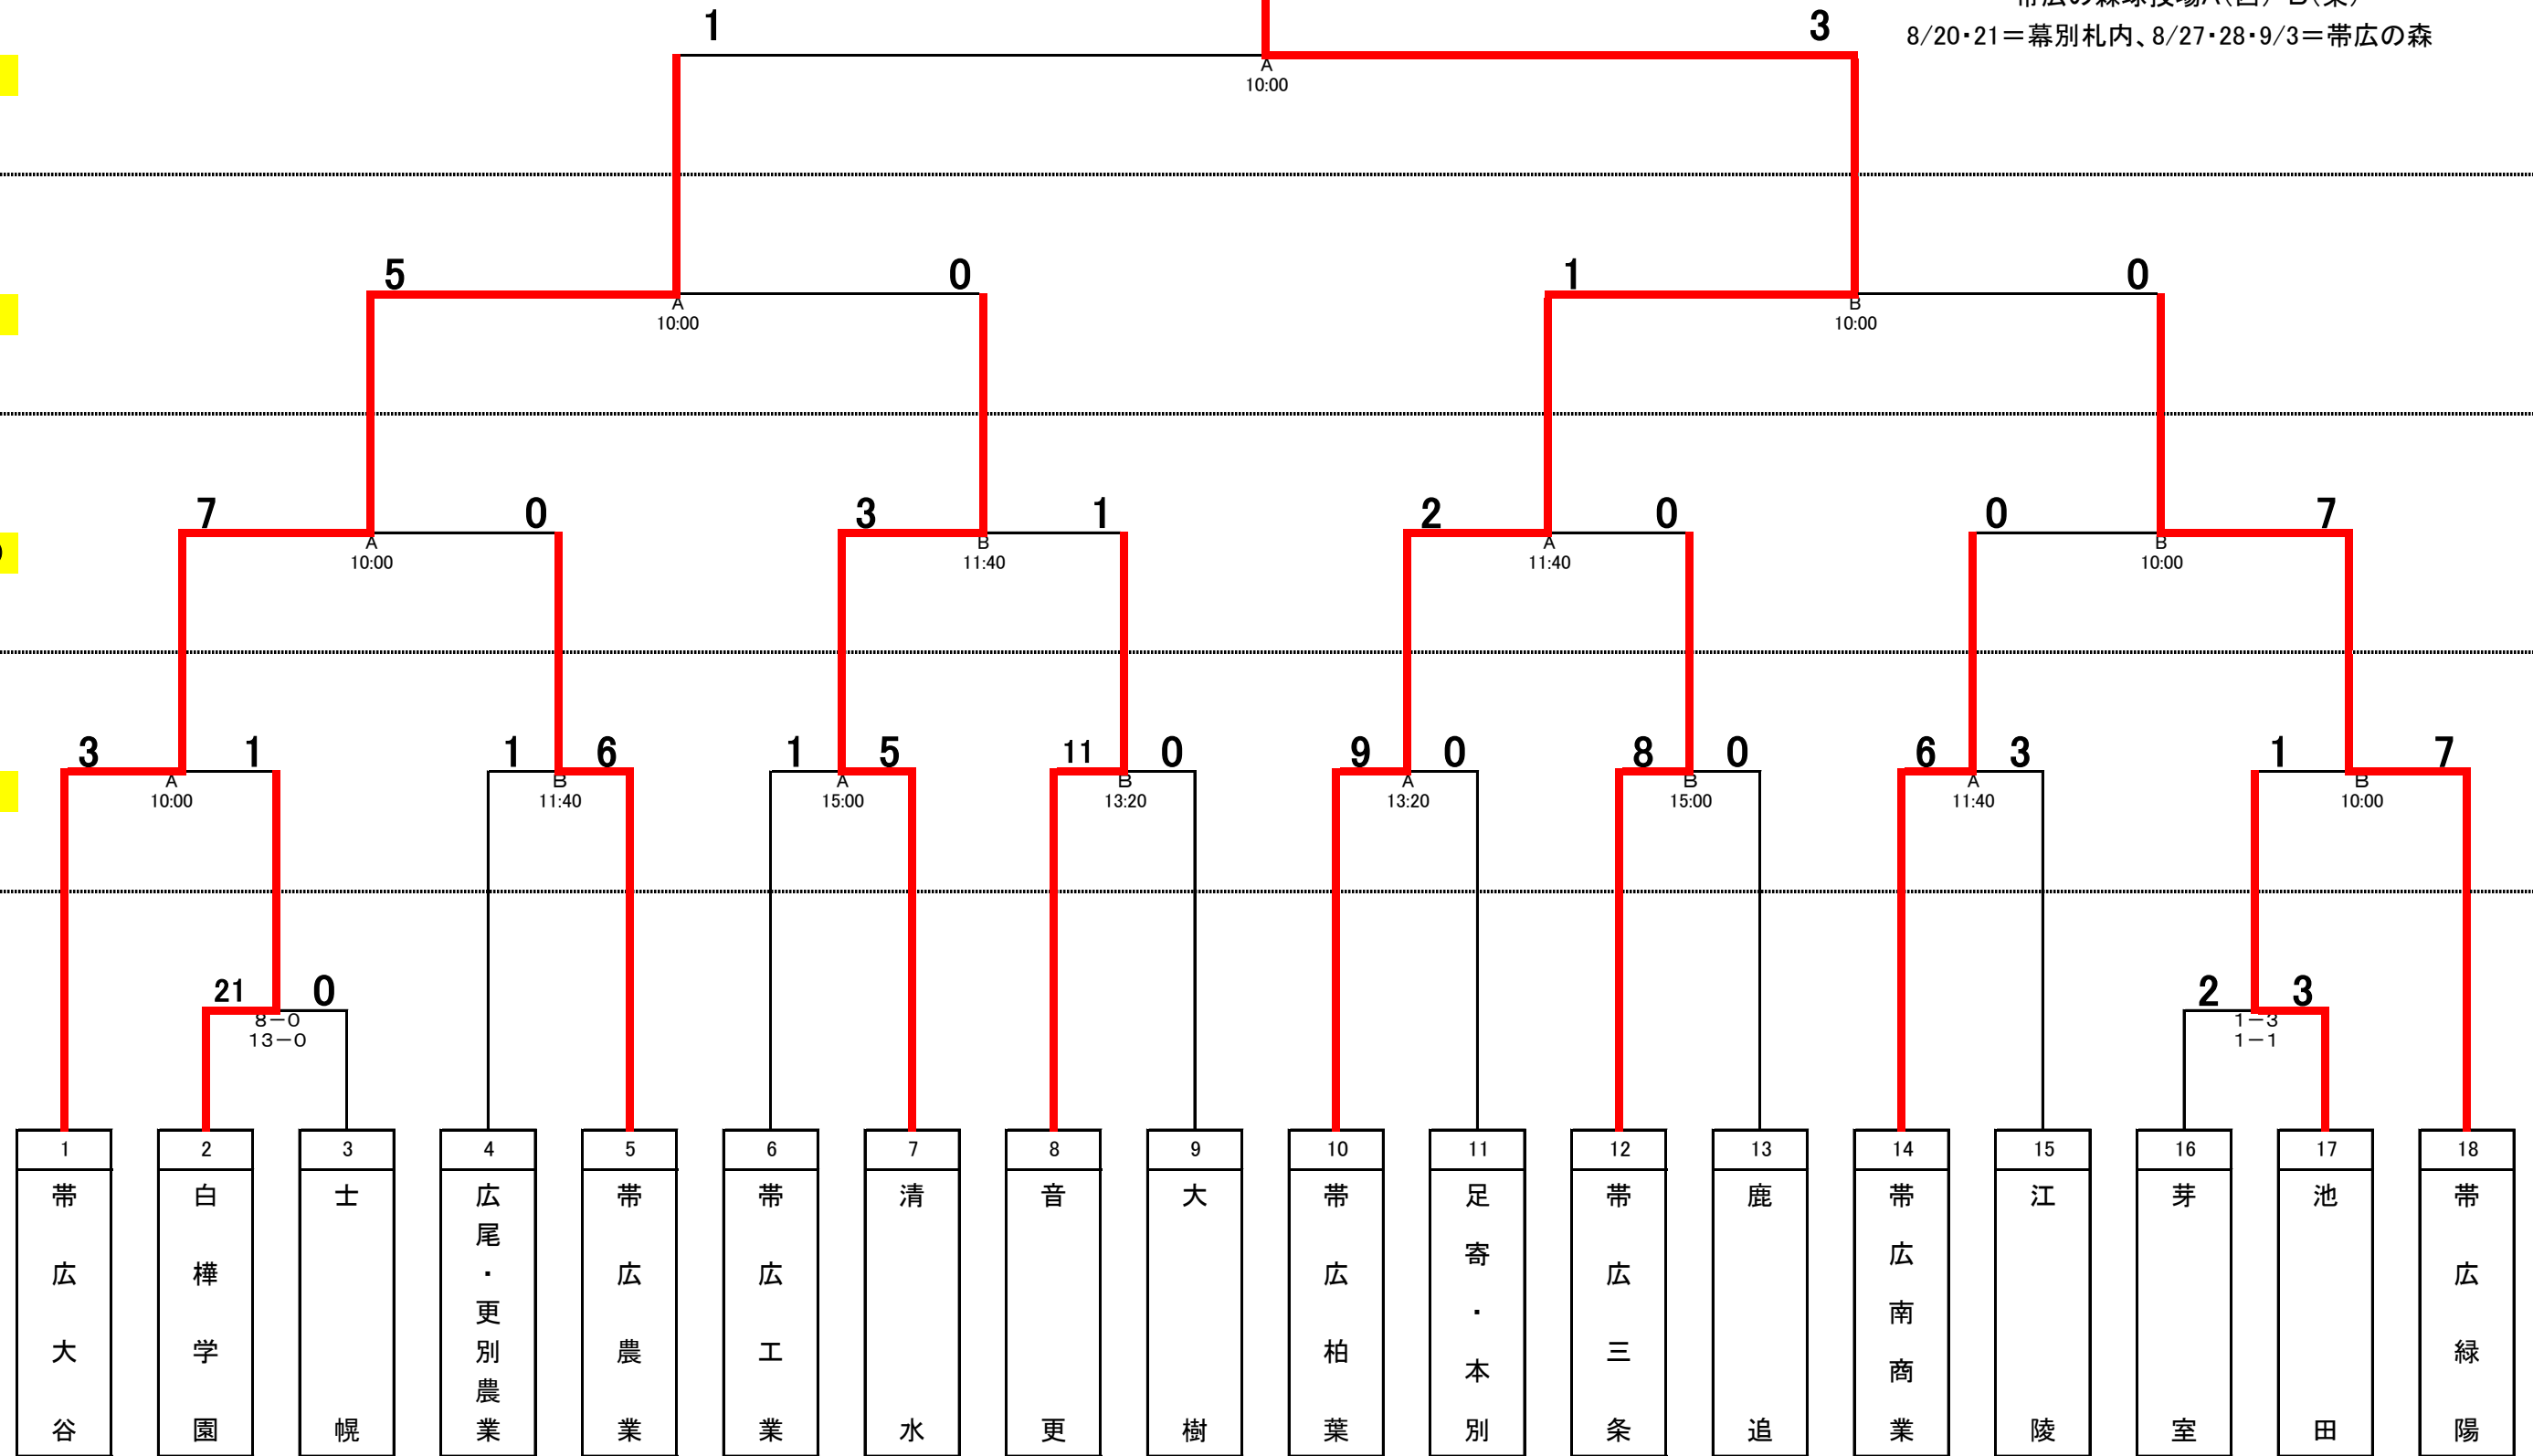 8/20・21＝幕別札内、8/27・28・9/3＝帯広の森
1 3
A
10:00
5 0 1 0
A B
10:00 10:00
7 0 3 1 2 0 0 7
A B A B
10:00 11:40 11:40 10:00
3 1 1 6 1 5 11 0 9 0 8 0 6 3 1 7
A B A B A B A B
10:00 11:40 15:00 13:20 13:20 15:00 11:40 10:00
21 0 2 3
8－0 1－3
13－0 1－1
1 2 3 4 5 6 7 8 9 10 11 12 13 14 15 16 17 18
帯広大谷
白樺学園
士幌
広尾・更別農業
帯広農業
帯広工業
清水
音更
大樹
帯広柏葉
足寄・本別
帯広三条
鹿追
帯広南商業
江陵
芽室
池田
帯広緑陽